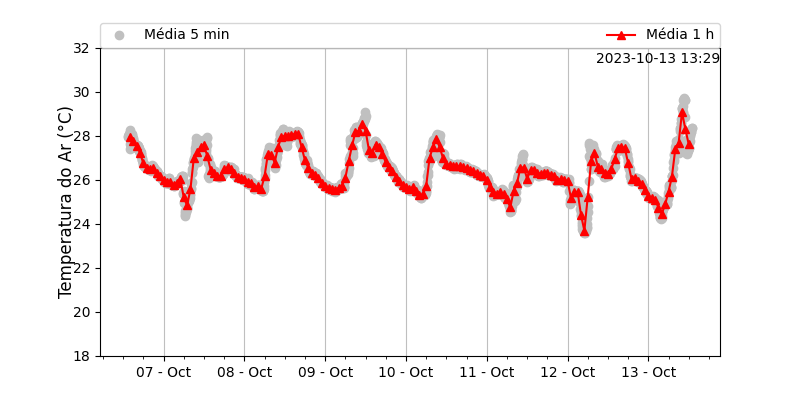 Média 5 min
Média 1 h
2023-10-13 13:29
Temperatura do Ar (°C)
32
30
28
26
24
22
20
18
07 - Oct
08 - Oct
09 - Oct
10 - Oct
11 - Oct
12 - Oct
13 - Oct